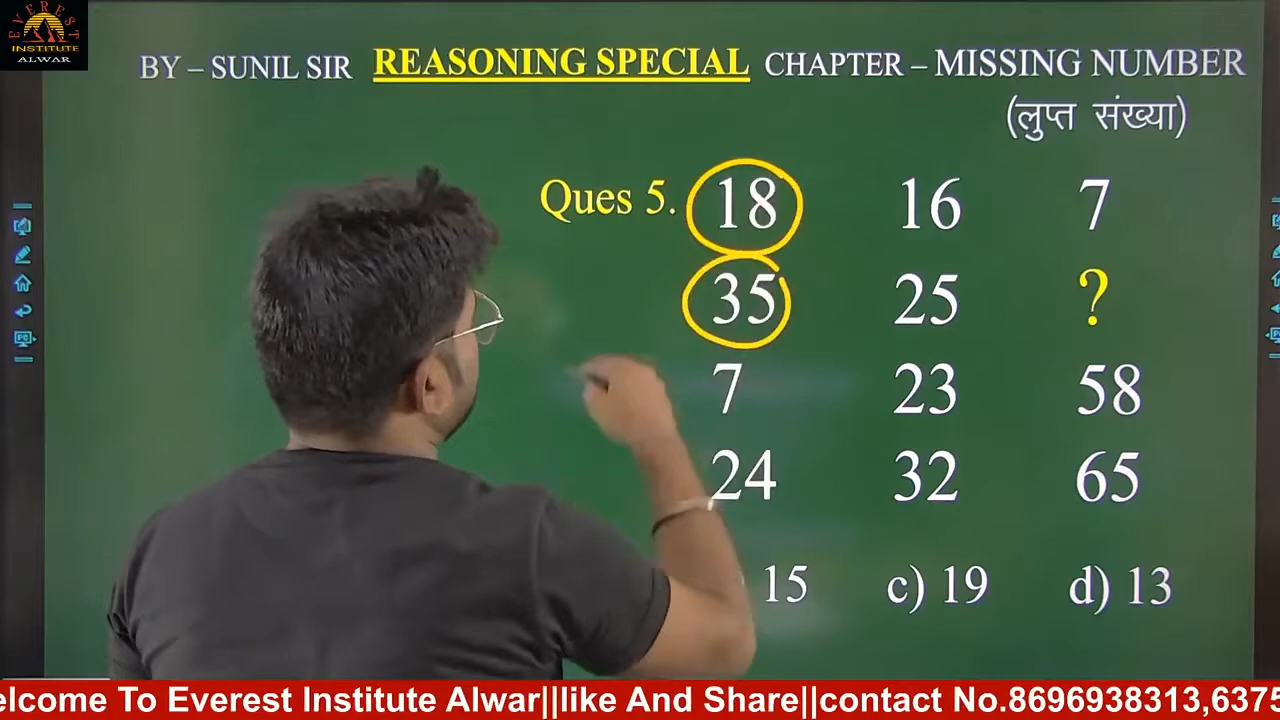 EVEREST
INSTITUTE
ALWAR
BY – SUNIL SIR REASONING SPECIAL CHAPTER – MISSING NUMBER
(लुप्त संख्या)
Ques 5. 18 16 7
35 25 ?
7 23 58
24 32 65
15 c) 19 d) 13
To Everest Institute Alwar||like And Share||contact No.8696938313,6375